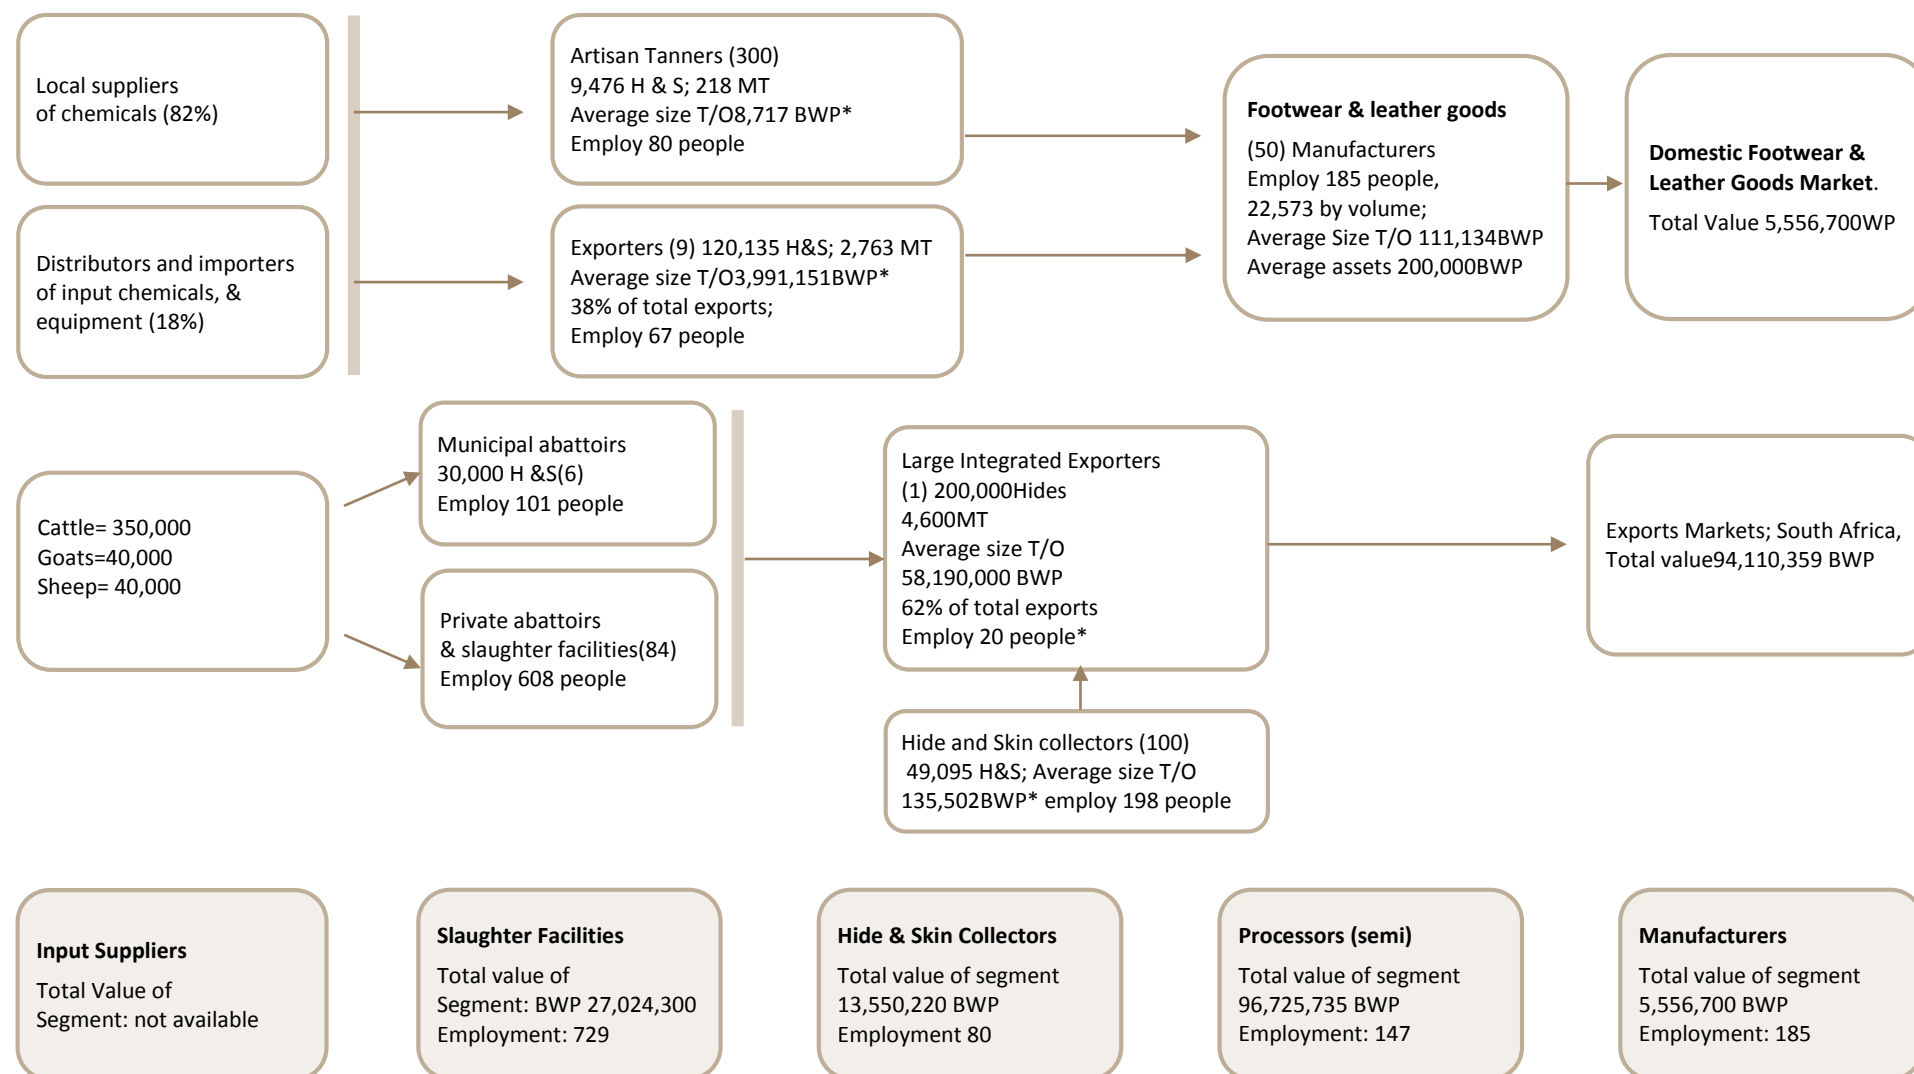 Local suppliers
of chemicals (82%)
Distributors and importers
of input chemicals, &
equipment (18%)
Artisan Tanners (300)
9,476 H & S; 218 MT
Average size T/O8,717 BWP*
Employ 80 people
Exporters (9) 120,135 H&S; 2,763 MT
Average size T/O3,991,151BWP*
38% of total exports;
Employ 67 people
Footwear & leather goods
(50) Manufacturers
Employ 185 people,
22,573 by volume;
Average Size T/O 111,134BWP
Average assets 200,000BWP
Domestic Footwear &
Leather Goods Market.
Total Value 5,556,700WP
Cattle= 350,000
Goats=40,000
Sheep= 40,000
Municipal abattoirs
30,000 H &S(6)
Employ 101 people
Private abattoirs
& slaughter facilities(84)
Employ 608 people
Large Integrated Exporters
(1) 200,000Hides
4,600MT
Average size T/O
58,190,000 BWP
62% of total exports
Employ 20 people*
Hide and Skin collectors (100)
49,095 H&S; Average size T/O
135,502BWP* employ 198 people
Exports Markets; South Africa,
Total value94,110,359 BWP
Input Suppliers
Total Value of
Segment: not available
Slaughter Facilities
Total value of
Segment: BWP 27,024,300
Employment: 729
Hide & Skin Collectors
Total value of segment
13,550,220 BWP
Employment 80
Processors (semi)
Total value of segment
96,725,735 BWP
Employment: 147
Manufacturers
Total value of segment
5,556,700 BWP
Employment: 185